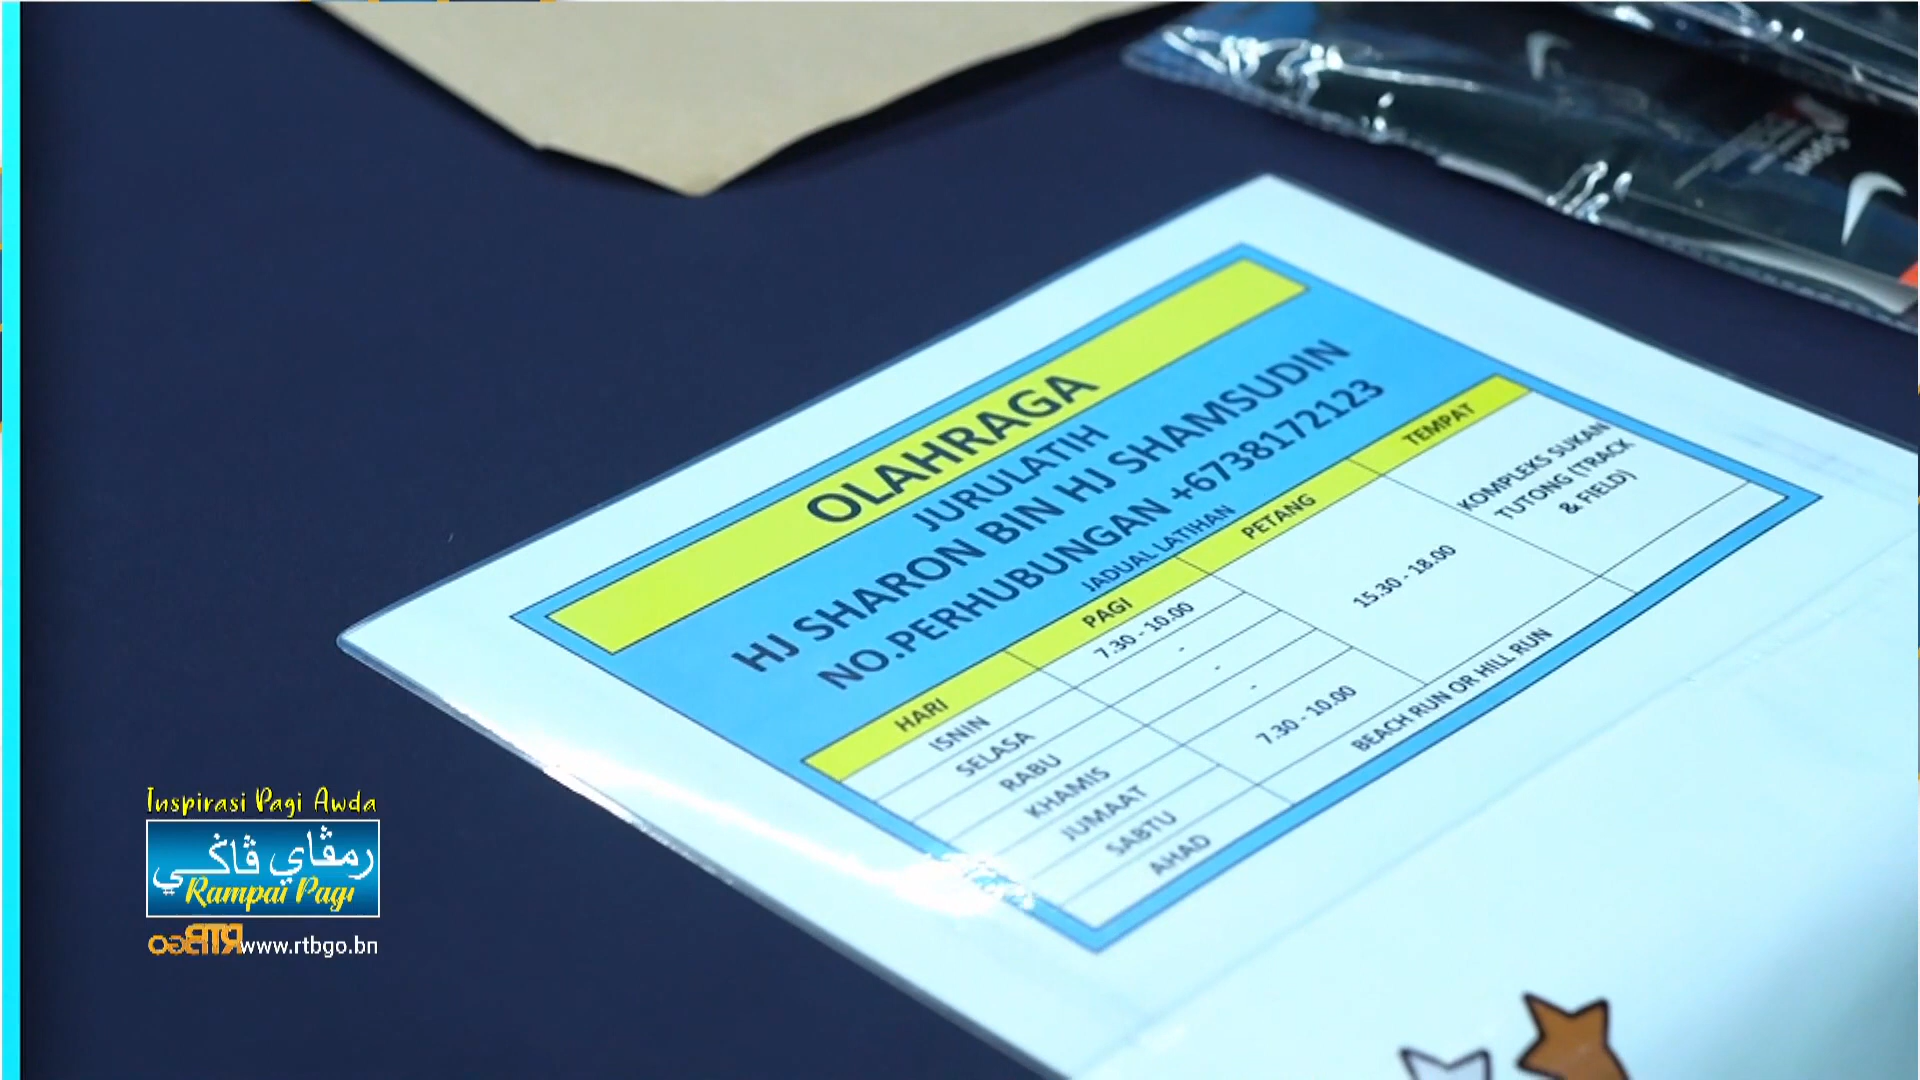 OLAHRAGA
JURULATIH
HJ SHARON BIN HJ SHAMSUDIN
NO.PERHUBUNGAN +6738172123
JADUAL LATIHAN
HARI PAGI PETANG TEMPAT
ISNIN 7.30 - 10.00 15.30 - 18.00 KOMPLEKS SUKAN
TUTONG (TRACK
& FIELD)
SELASA -
RABU -
KHAMIS
JUMAAT -
SABTU 7.30 - 10.00 BEACH RUN OR HILL RUN
AHAD
Inspirasi Pagi Awda
رمڤاي ڤاݢي
Rampai Pagi
RTBGO www.rtbgo.bn